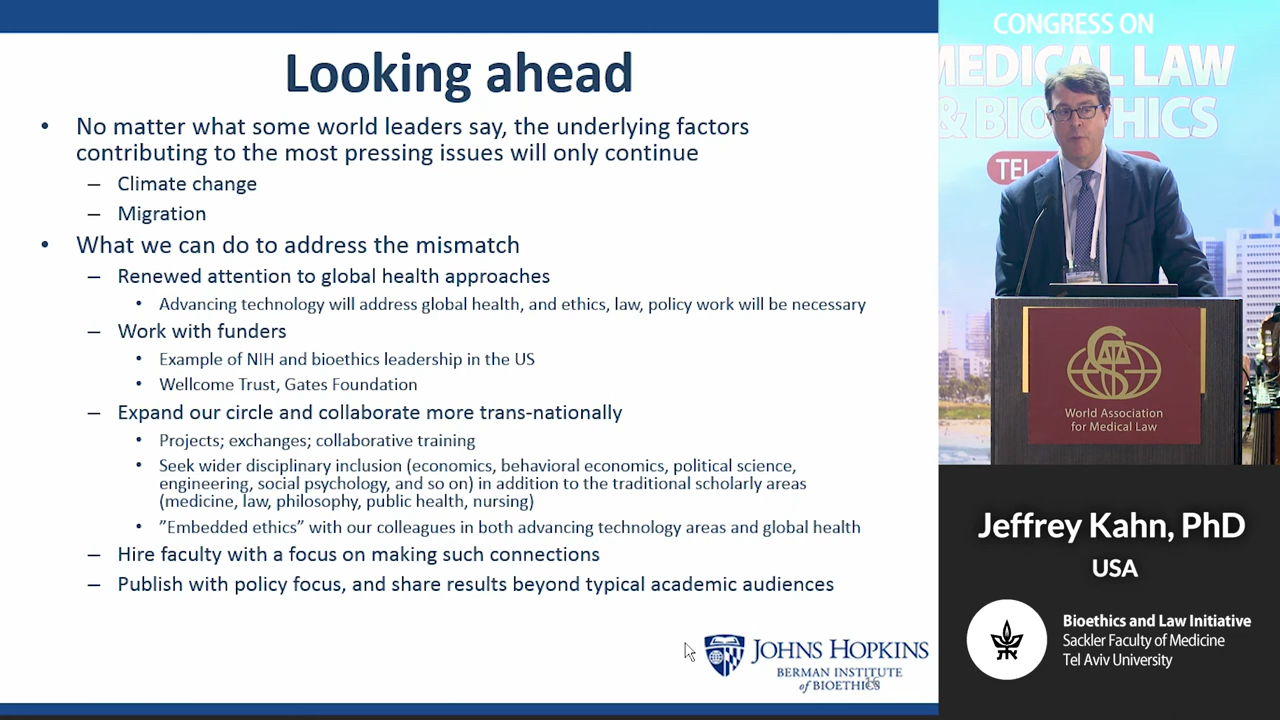 Looking ahead
• No matter what some world leaders say, the underlying factors
contributing to the most pressing issues will only continue
– Climate change
– Migration
• What we can do to address the mismatch
– Renewed attention to global health approaches
• Advancing technology will address global health, and ethics, law, policy work will be necessary
– Work with funders
• Example of NIH and bioethics leadership in the US
• Wellcome Trust, Gates Foundation
– Expand our circle and collaborate more trans-nationally
• Projects; exchanges; collaborative training
• Seek wider disciplinary inclusion (economics, behavioral economics, political science,
engineering, social psychology, and so on) in addition to the traditional scholarly areas
(medicine, law, philosophy, public health, nursing)
• ”Embedded ethics” with our colleagues in both advancing technology areas and global health
– Hire faculty with a focus on making such connections
– Publish with policy focus, and share results beyond typical academic audiences
JOHNS HOPKINS
BERMAN INSTITUTE
of BIOETHICS
16
CONGRESS ON
MEDICAL LAW
& BIOETHICS
TEL
World Association
for Medical Law
Jeffrey Kahn, PhD
USA
Bioethics and Law Initiative
Sackler Faculty of Medicine
Tel Aviv University